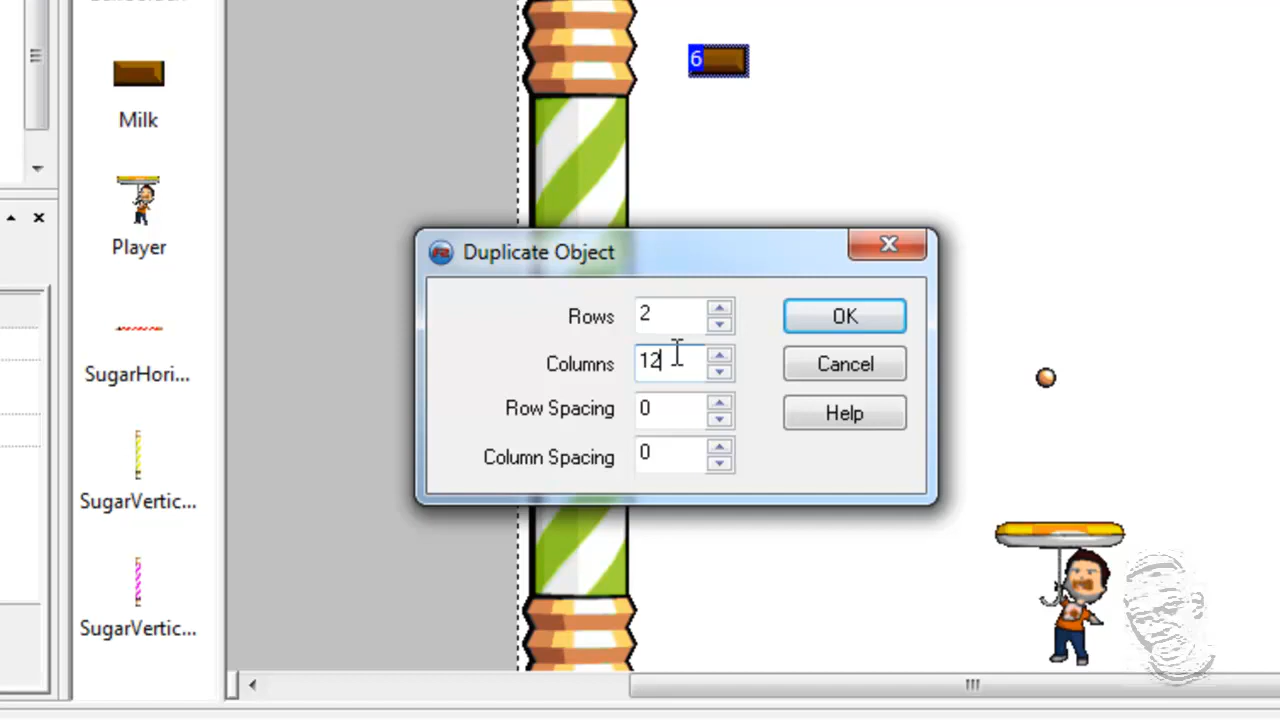 Milk
Player
SugarHori...
SugarVertic...
SugarVertic...
6
Duplicate Object
Rows 2
Columns 12
Row Spacing 0
Column Spacing 0
OK
Cancel
Help